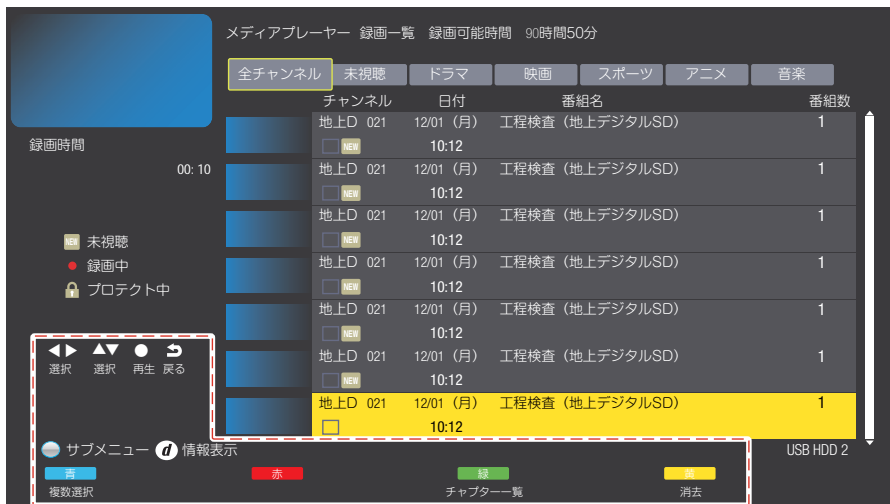 メディアプレーヤー 録画一覧 録画可能時間 90時間50分
全チャンネル 未視聴 ドラマ 映画 スポーツ アニメ 音楽
チャンネル 日付 番組名 番組数
地上D 021 12/01 (月) 工程検査（地上デジタルSD） 1
NEW 10:12
地上D 021 12/01 (月) 工程検査（地上デジタルSD） 1
NEW 10:12
地上D 021 12/01 (月) 工程検査（地上デジタルSD） 1
NEW 10:12
地上D 021 12/01 (月) 工程検査（地上デジタルSD） 1
NEW 10:12
地上D 021 12/01 (月) 工程検査（地上デジタルSD） 1
NEW 10:12
地上D 021 12/01 (月) 工程検査（地上デジタルSD） 1
NEW 10:12
地上D 021 12/01 (月) 工程検査（地上デジタルSD） 1
10:12
録画時間
00:10
NEW 未視聴
録画中
プロテクト中
選択 選択 再生 戻る
サブメニュー d 情報表示
USB HDD 2
青 赤 緑 黄
複数選択 チャプター一覧 消去